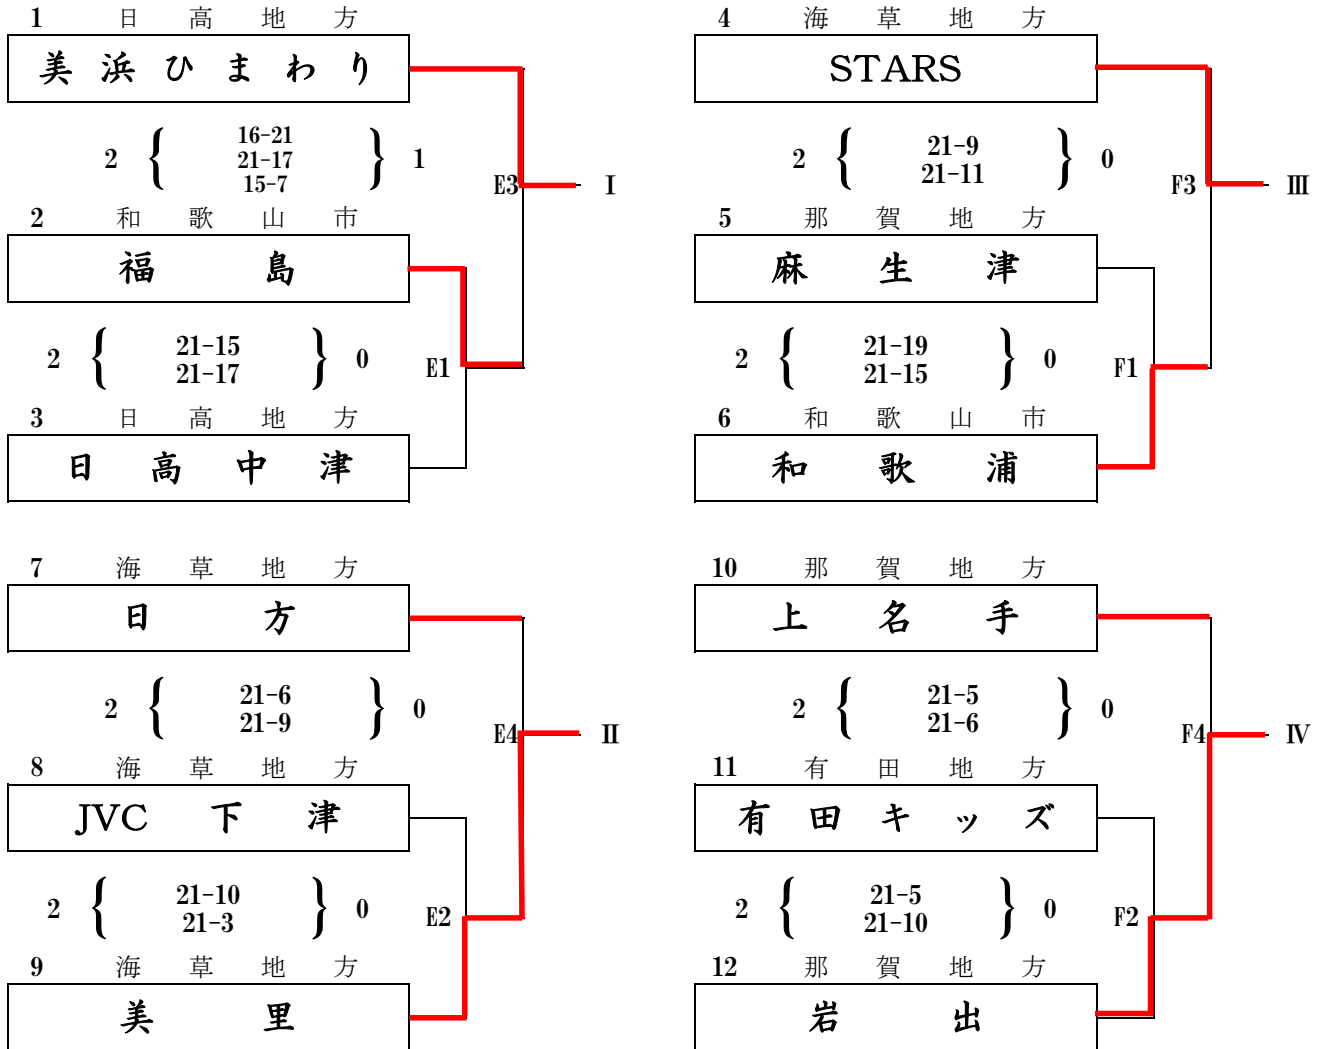 1 日高地方
美浜ひまわり
2 { 16-21 } 1
21-17
15-7
E3 I
2 和歌山市
福島
2 { 21-15 } 0
21-17
E1
3 日高地方
日高中津
4 海草地方
STARS
2 { 21-9 } 0
21-11
F3 III
5 那賀地方
麻生津
2 { 21-19 } 0
21-15
F1
6 和歌山市
和歌浦
7 海草地方
日方
2 { 21-6 } 0
21-9
E4 II
8 海草地方
JVC下津
2 { 21-10 } 0
21-3
E2
9 海草地方
美里
10 那賀地方
上名手
2 { 21-5 } 0
21-6
F4 IV
11 有田地方
有田キッズ
2 { 21-5 } 0
21-10
F2
12 那賀地方
岩出